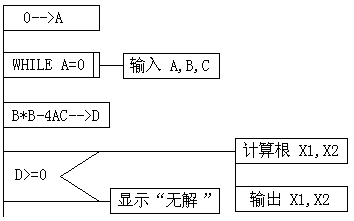 0-->A
WHILE A=0
输入 A,B,C
B*B-4AC-->D
计算根 X1,X2
D>=0
显示“无解”
输出 X1,X2